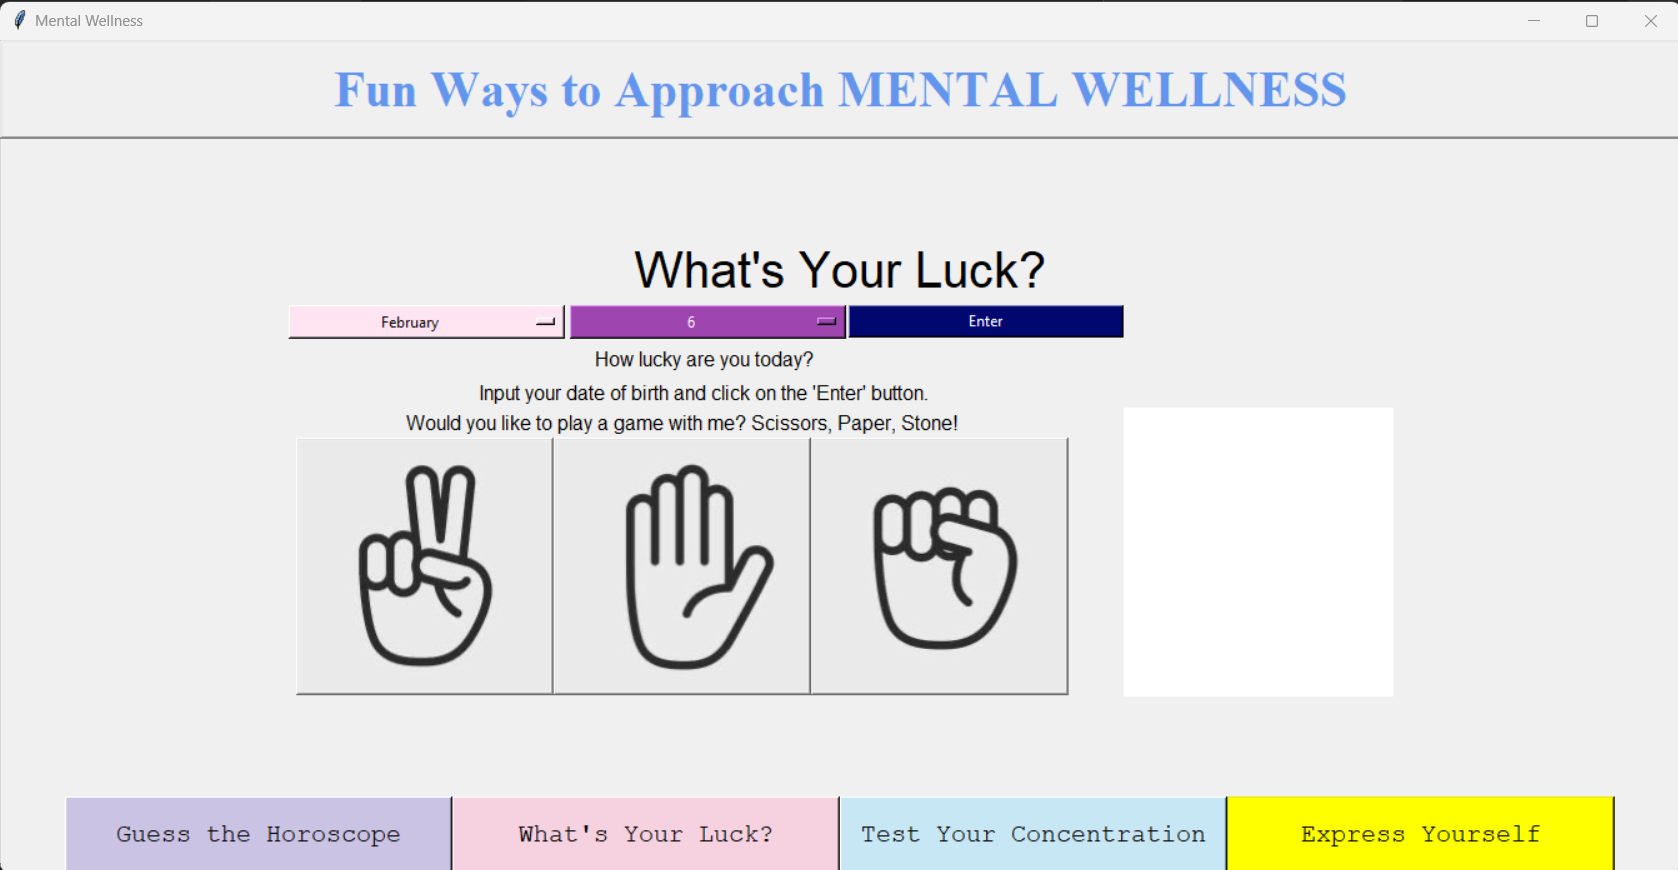 Mental Wellness
Fun Ways to Approach MENTAL WELLNESS
What's Your Luck?
February 6 Enter
How lucky are you today?
Input your date of birth and click on the 'Enter' button.
Would you like to play a game with me? Scissors, Paper, Stone!
Guess the Horoscope What's Your Luck? Test Your Concentration Express Yourself